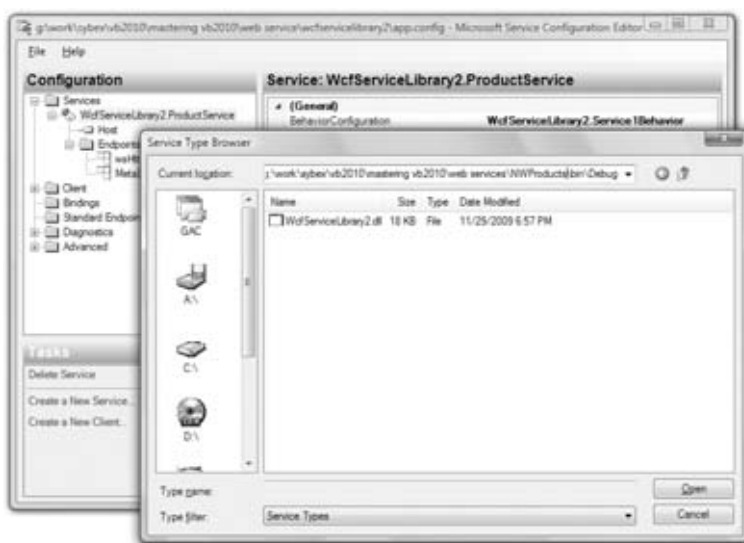 g:\work\sybex\vb2010\mastering vb2010\web service\wcfservicelibrary2\app.config - Microsoft Service Configuration Editor
File Help
Configuration
Services
WcfServiceLibrary2.ProductService
Host
Endpoints
wsHt
Meta
Client
Bindings
Standard Endpoin
Diagnostics
Advanced
Service: WcfServiceLibrary2.ProductService
(General)
BehaviorConfiguration WcfServiceLibrary2.Service1Behavior
Tasks
Delete Service
Create a New Service...
Create a New Client...
Service Type Browser
Current location: \work\sybex\vb2010\mastering vb2010\web services\NWProducts\bin\Debug
GAC
A:\
C:\
D:\
Name Size Type Date Modified
WcfServiceLibrary2.dll 18 KB File 11/25/2009 6:57 PM
Type name:
Type filter: Service Types
Open
Cancel